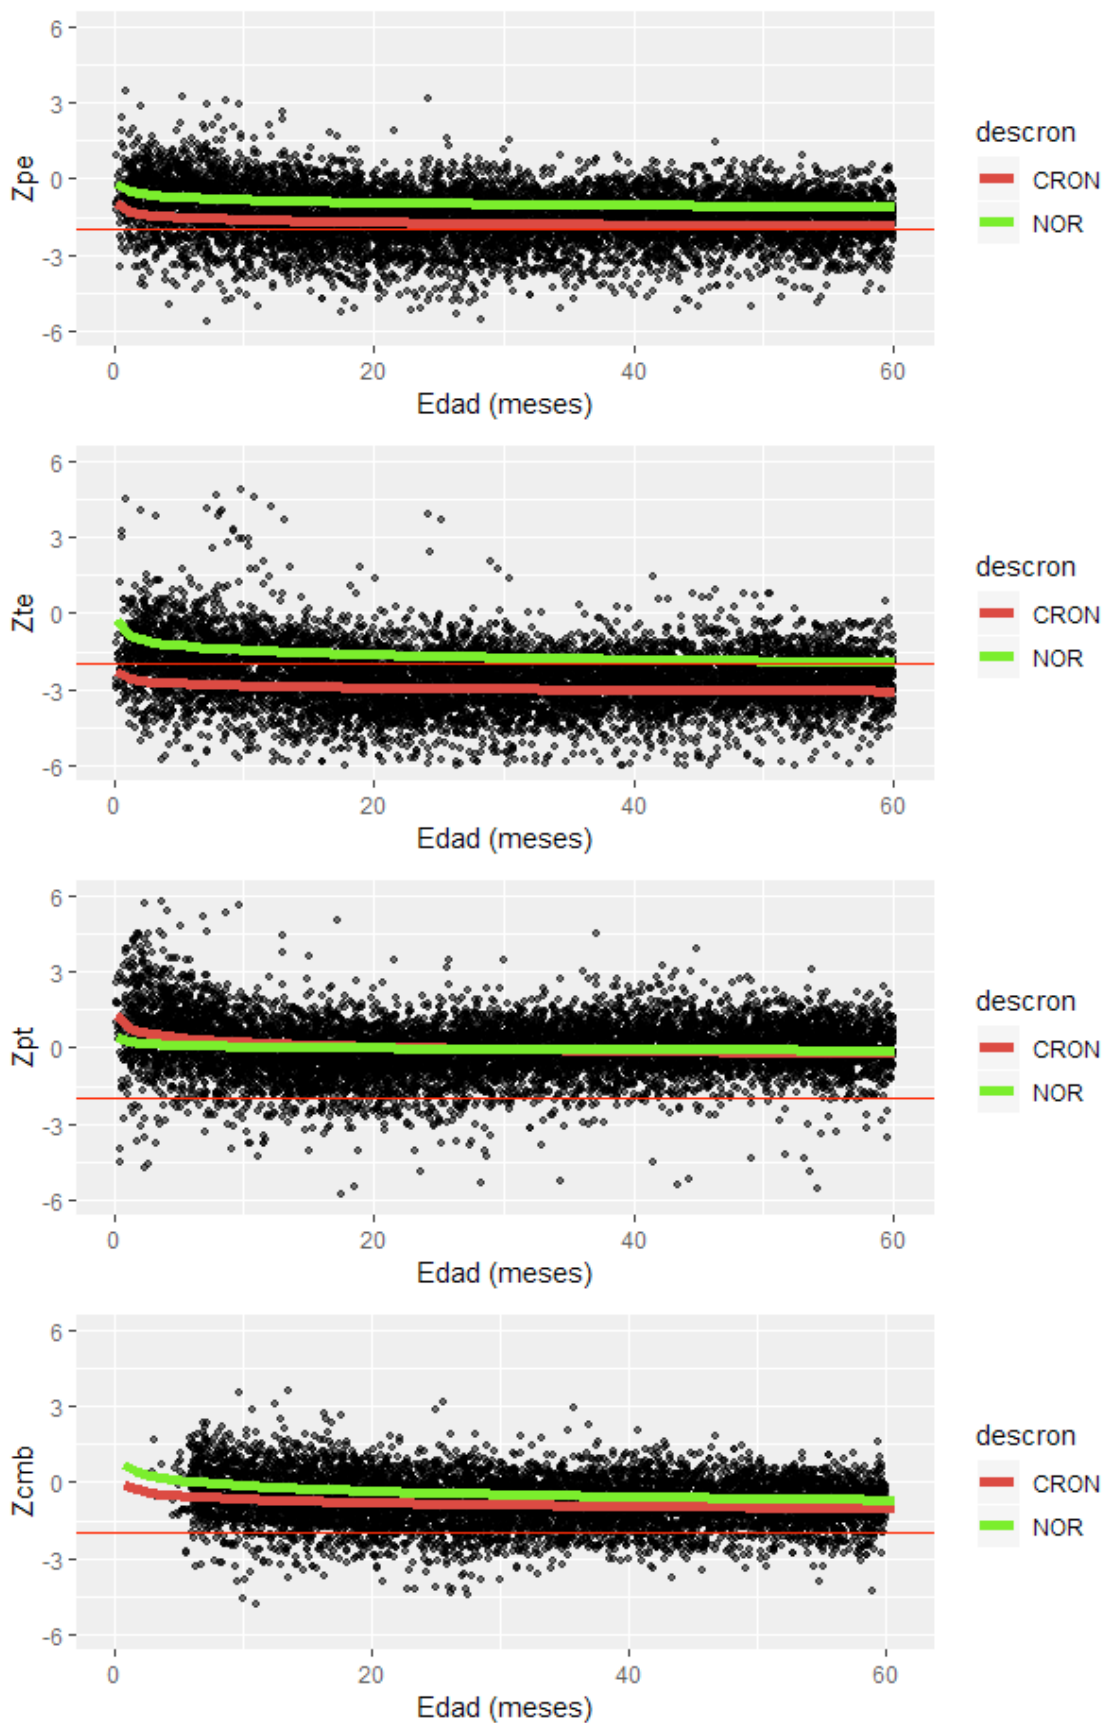 Zpe
6
3
0
-3
-6
0 20 40 60
Edad (meses)
descron
CRON
NOR
Zte
6
3
0
-3
-6
0 20 40 60
Edad (meses)
descron
CRON
NOR
Zpt
6
3
0
-3
-6
0 20 40 60
Edad (meses)
descron
CRON
NOR
Zcmb
6
3
0
-3
-6
0 20 40 60
Edad (meses)
descron
CRON
NOR